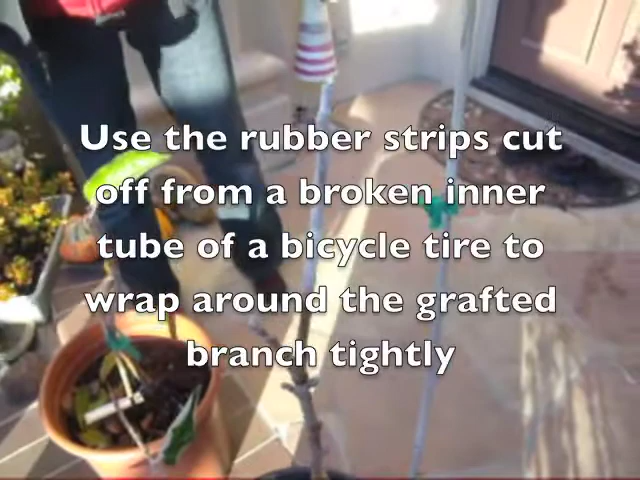 Use the rubber strips cut
off from a broken inner
tube of a bicycle tire to
wrap around the grafted
branch tightly